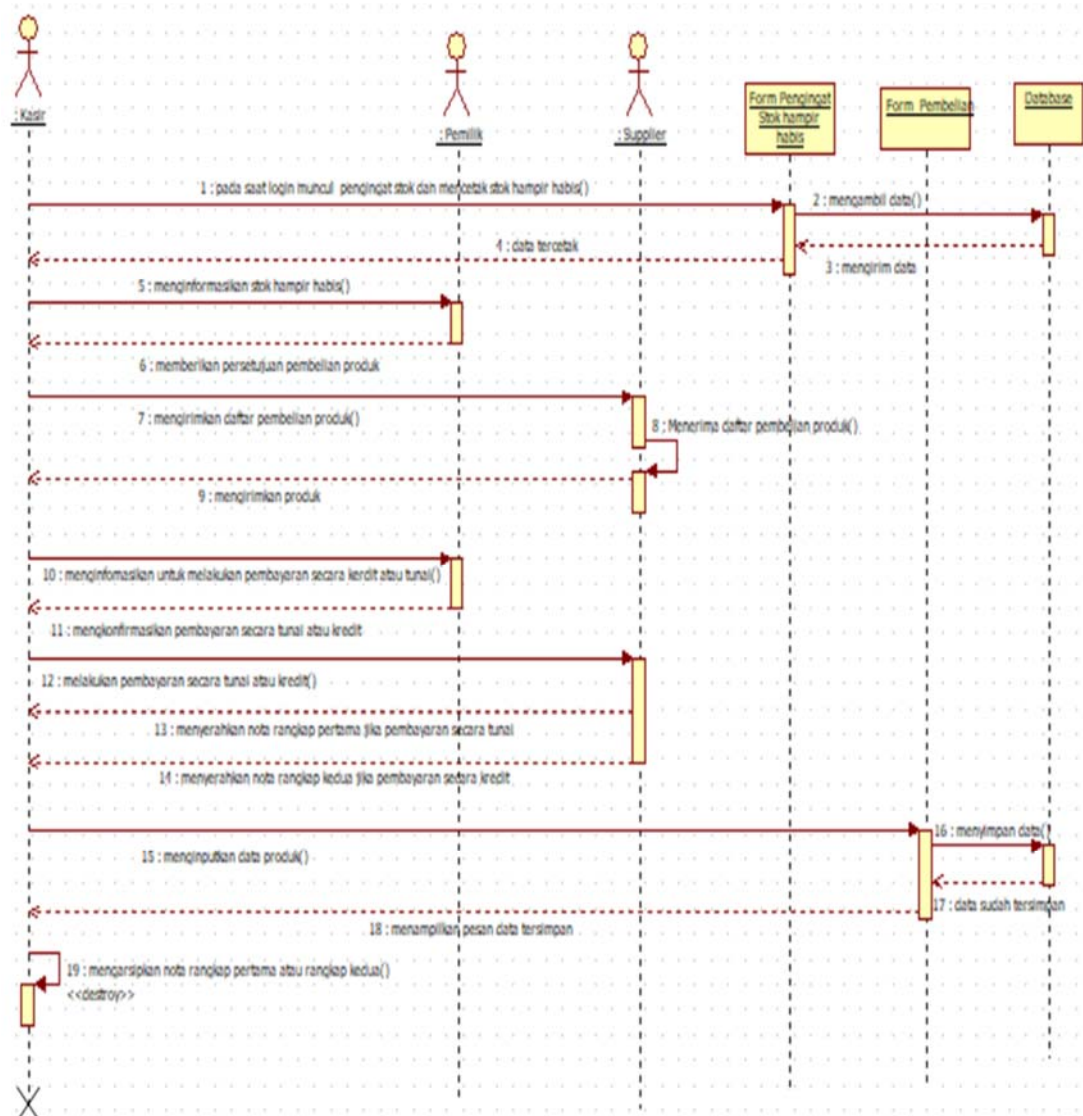 : Kasir
: Pemilik
: Supplier
Form Pengingat
Stok hampir
habis
Form Pembelian
Database
1 : pada saat login muncul pengingat stok dan mencetak stok hampir habis()
2 : mengambil data()
3 : mengirim data
4 : data tercetak
5 : menginformasikan stok hampir habis()
6 : memberikan persetujuan pembelian produk
7 : mengirimkan daftar pembelian produk()
8 : Menerima daftar pembelian produk()
9 : mengirimkan produk
10 : menginfomasikan untuk melakukan pembayaran secara kerdit atau tunai()
11 : mengkonfirmasikan pembayaran secara tunai atau kredit
12 : melakukan pembayaran secara tunai atau kredit()
13 : menyerahkan nota rangkap pertama jika pembayaran secara tunai
14 : menyerahkan nota rangkap kedua jika pembayaran secara kredit
15 : menginputkan data produk()
16 : menyimpan data()
17 : data sudah tersimpan
18 : menampilkan pesan data tersimpan
19 : mengarsipkan nota rangkap pertama atau rangkap kedua()
<<destroy>>